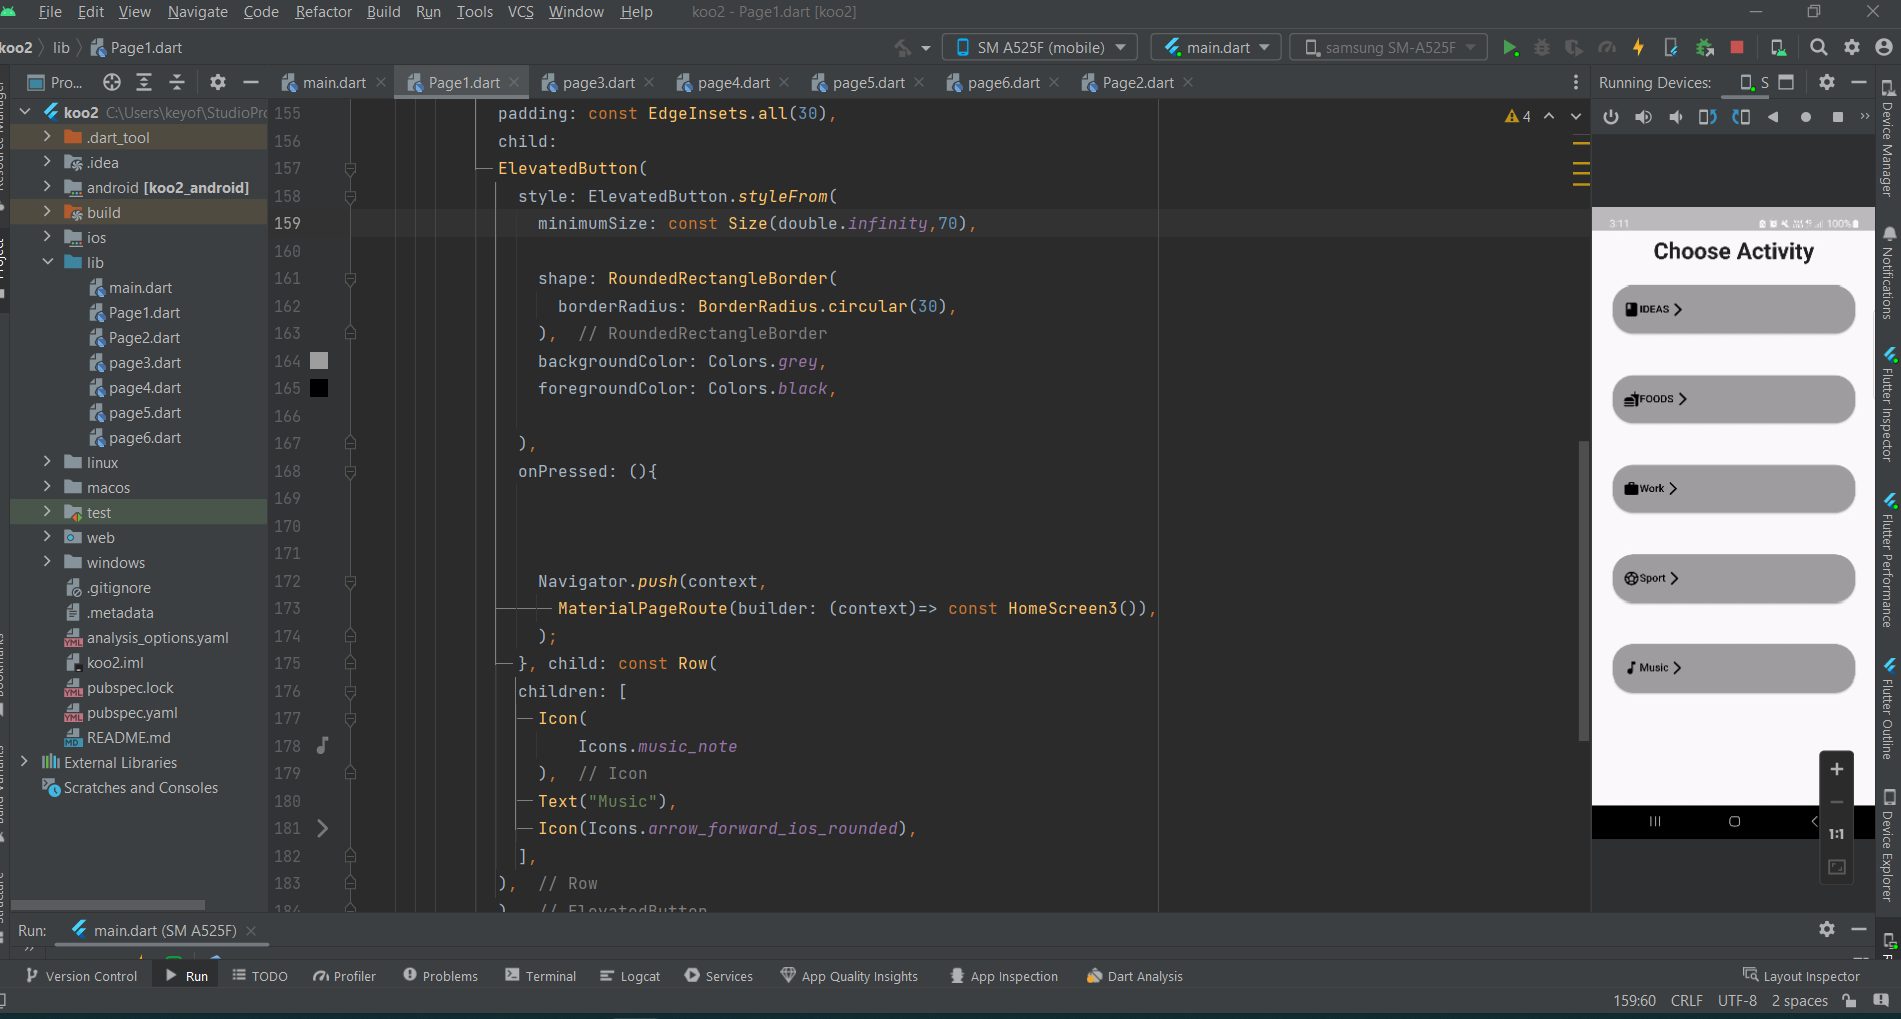 File Edit View Navigate Code Refactor Build Run Tools VCS Window Help koo2 - Page1.dart [koo2]
koo2 lib Page1.dart SM A525F (mobile) main.dart samsung SM-A525F
Pro... main.dart Page1.dart page3.dart page4.dart page5.dart page6.dart Page2.dart Running Devices: S
koo2 C:\Users\keyof\StudioPrc
.dart_tool
.idea
android [koo2_android]
build
ios
lib
main.dart
Page1.dart
Page2.dart
page3.dart
page4.dart
page5.dart
page6.dart
linux
macos
test
web
windows
.gitignore
.metadata
analysis_options.yaml
koo2.iml
pubspec.lock
pubspec.yaml
README.md
External Libraries
Scratches and Consoles
155 padding: const EdgeInsets.all(30),
156 child:
157 ElevatedButton(
158 style: ElevatedButton.styleFrom(
159 minimumSize: const Size(double.infinity,70),
160
161 shape: RoundedRectangleBorder(
162 borderRadius: BorderRadius.circular(30),
163 ), // RoundedRectangleBorder
164 backgroundColor: Colors.grey,
165 foregroundColor: Colors.black,
166
167 ),
168 onPressed: (){
169
170
171
172 Navigator.push(context,
173 MaterialPageRoute(builder: (context)=> const HomeScreen3()),
174 );
175 }, child: const Row(
176 children: [
177 Icon(
178 Icons.music_note
179 ), // Icon
180 Text("Music"),
181 Icon(Icons.arrow_forward_ios_rounded),
182 ],
183 ), // Row
184 ) // ElevatedButton
4
3:11 100%
Choose Activity
IDEAS
FOODS
Work
Sport
Music
1:1
Device Manager
Notifications
Flutter Inspector
Flutter Performance
Flutter Outline
Device Explorer
Run: main.dart (SM A525F)
Version Control Run TODO Profiler Problems Terminal Logcat Services App Quality Insights App Inspection Dart Analysis Layout Inspector
159:60 CRLF UTF-8 2 spaces